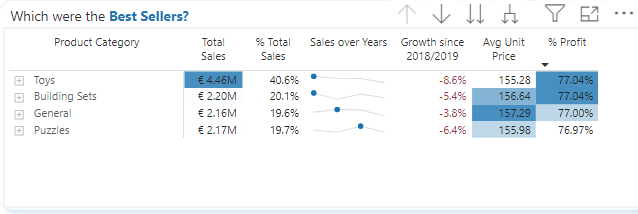 Which were the Best Sellers?
Product Category Total Sales % Total Sales Sales over Years Growth since 2018/2019 Avg Unit Price % Profit
Toys € 4.46M 40.6% -8.6% 155.28 77.04%
Building Sets € 2.20M 20.1% -5.4% 156.64 77.04%
General € 2.16M 19.6% -3.8% 157.29 77.00%
Puzzles € 2.17M 19.7% -6.4% 155.98 76.97%